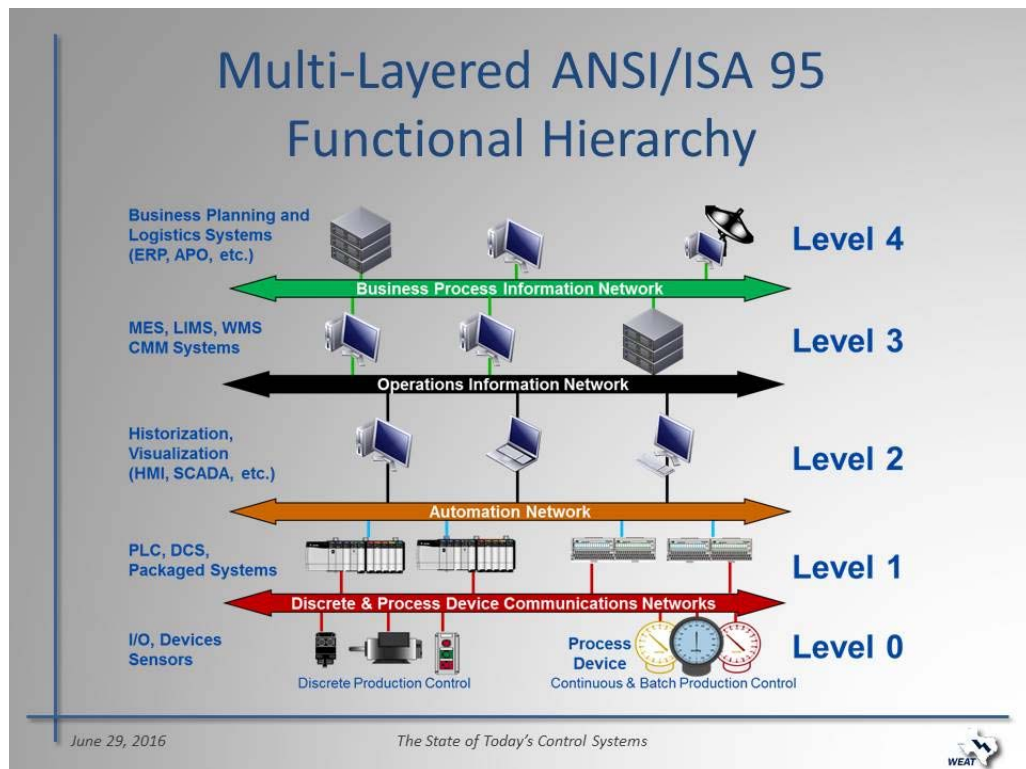 Multi-Layered ANSI/ISA 95
Functional Hierarchy
Business Planning and
Logistics Systems
(ERP, APO, etc.)
Level 4
Business Process Information Network
MES, LIMS, WMS
CMM Systems
Level 3
Operations Information Network
Historization,
Visualization
(HMI, SCADA, etc.)
Level 2
Automation Network
PLC, DCS,
Packaged Systems
Level 1
Discrete & Process Device Communications Networks
I/O, Devices
Sensors
Process
Device
Level 0
Discrete Production Control
Continuous & Batch Production Control
June 29, 2016
The State of Today's Control Systems
WEAT